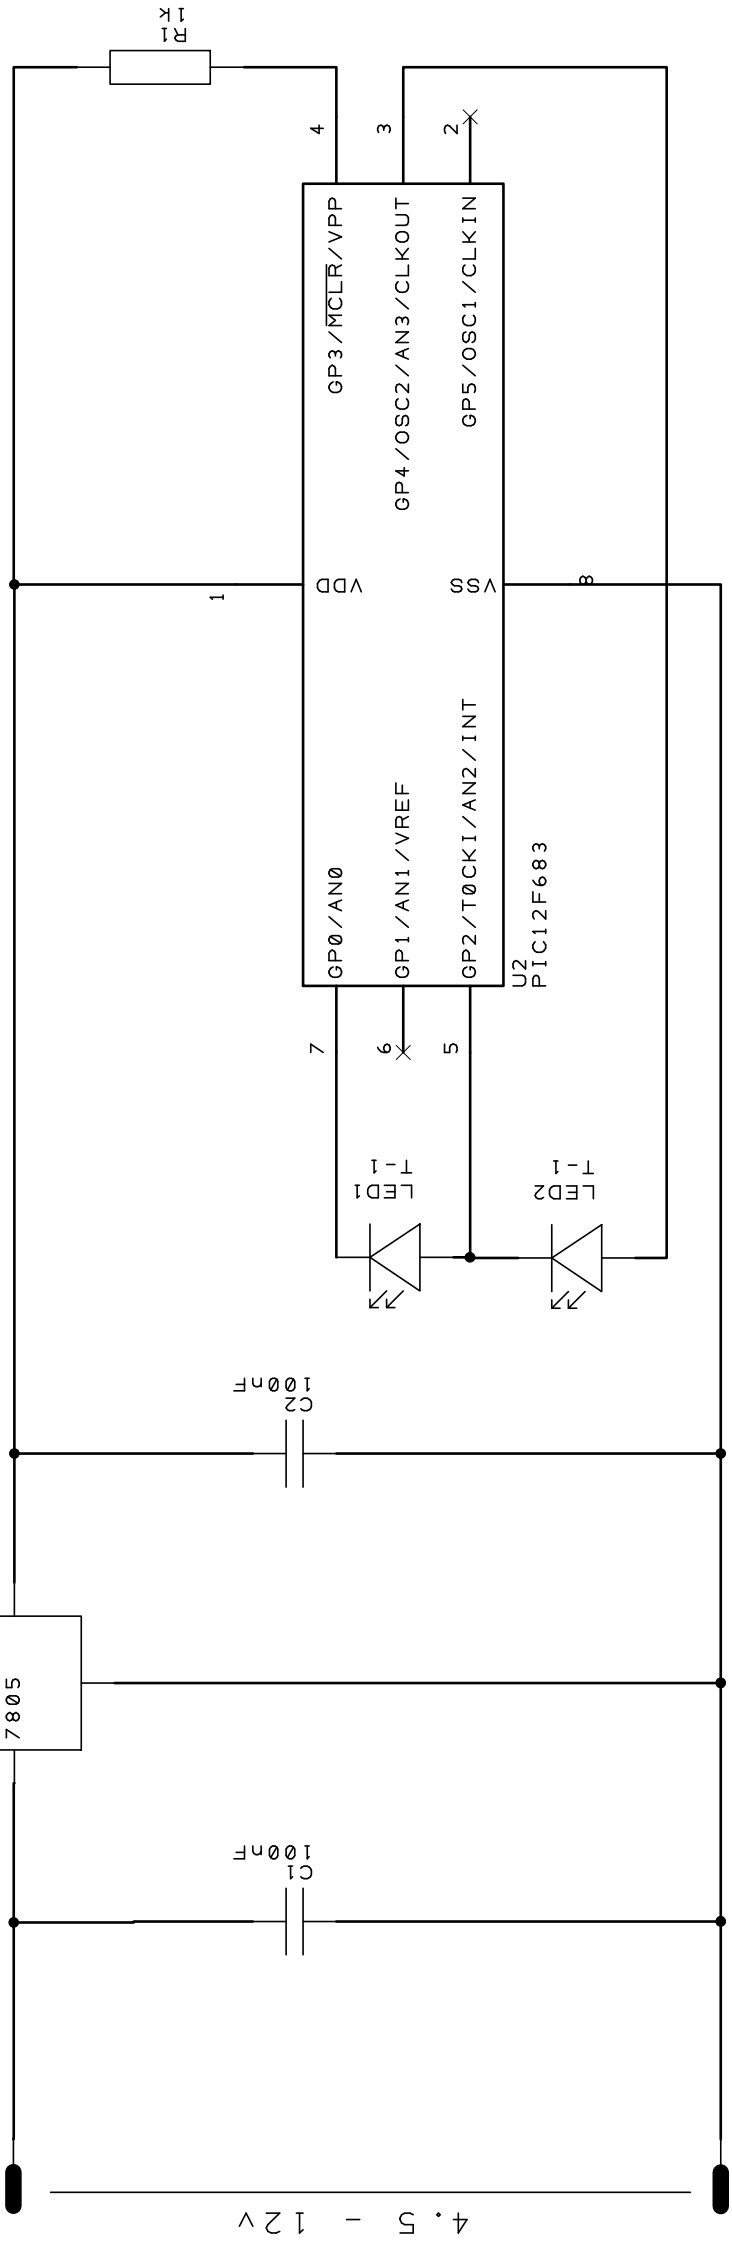 R1
1k
4
3
2
GP3/MCLR/VPP
GP4/OSC2/AN3/CLKOUT
GP5/OSC1/CLKIN
1
VDD
VSS
8
GP0/AN0
GP1/AN1/VREF
GP2/T0CKI/AN2/INT
U2
PIC12F683
7
6
5
LED1
T-1
LED2
T-1
C2
100nF
7805
C1
100nF
4.5 - 12v